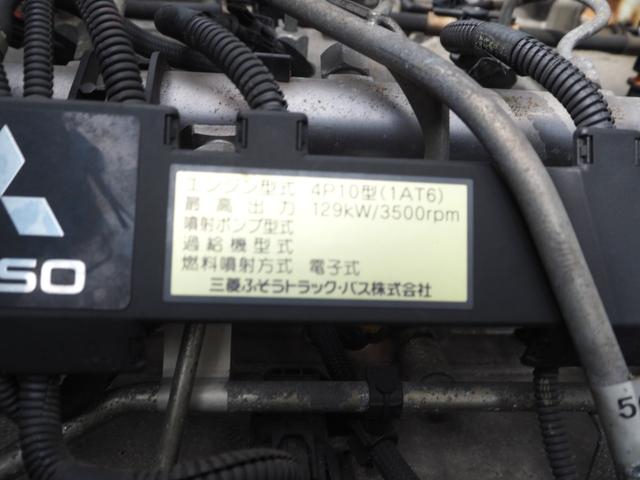 エンジン型式 4P10型(1AT6)
最高出力 129kW/3500rpm
噴射ポンプ型式
過給機型式
燃料噴射方式 電子式
三菱ふそうトラック・バス株式会社
SO
50